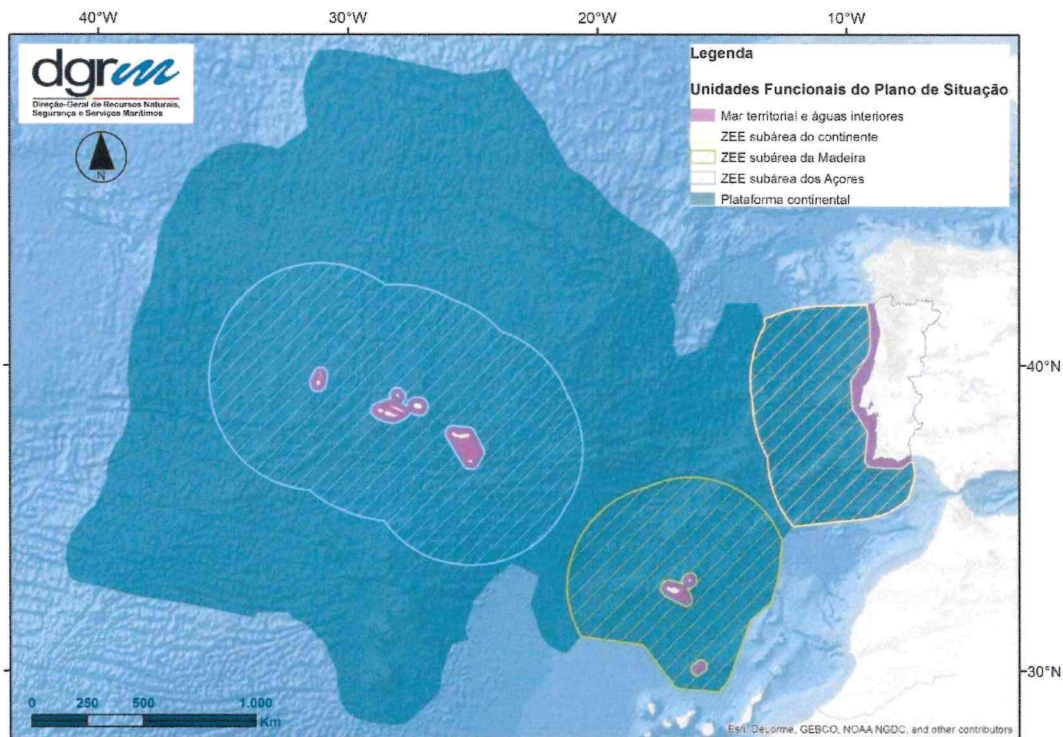 40°W
30°W
20°W
10°W
dgrm
Direção-Geral de Recursos Naturais,
Segurança e Serviços Marítimos
N
Legenda
Unidades Funcionais do Plano de Situação
Mar territorial e águas interiores
ZEE subárea do continente
ZEE subárea da Madeira
ZEE subárea dos Açores
Plataforma continental
40°N
30°N
0 250 500 1.000
Km
Esri, DeLorme, GEBCO, NOAA NGDC, and other contributors